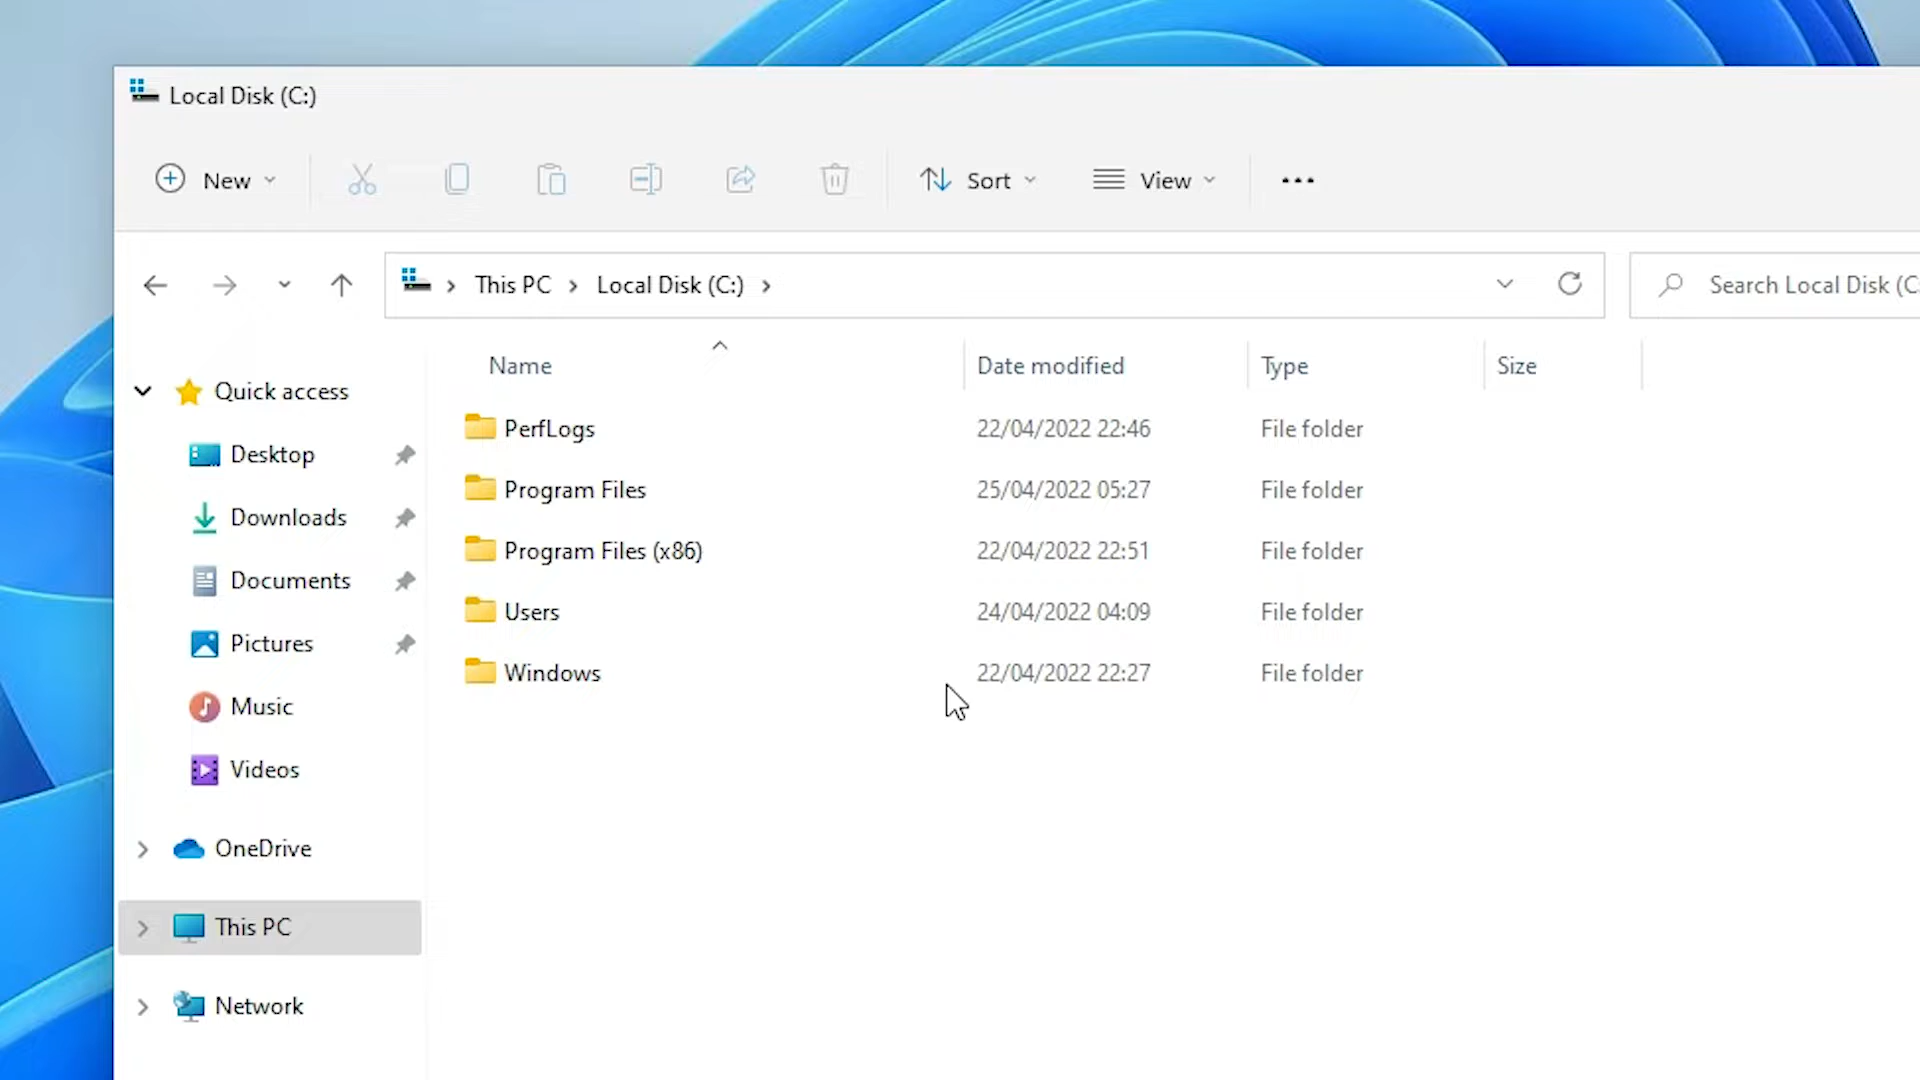 Local Disk (C:)
New
Sort
View
This PC
Local Disk (C:)
Search Local Disk (C:
Name
Date modified
Type
Size
Quick access
Desktop
Downloads
Documents
Pictures
Music
Videos
OneDrive
This PC
Network
PerfLogs 22/04/2022 22:46 File folder
Program Files 25/04/2022 05:27 File folder
Program Files (x86) 22/04/2022 22:51 File folder
Users 24/04/2022 04:09 File folder
Windows 22/04/2022 22:27 File folder